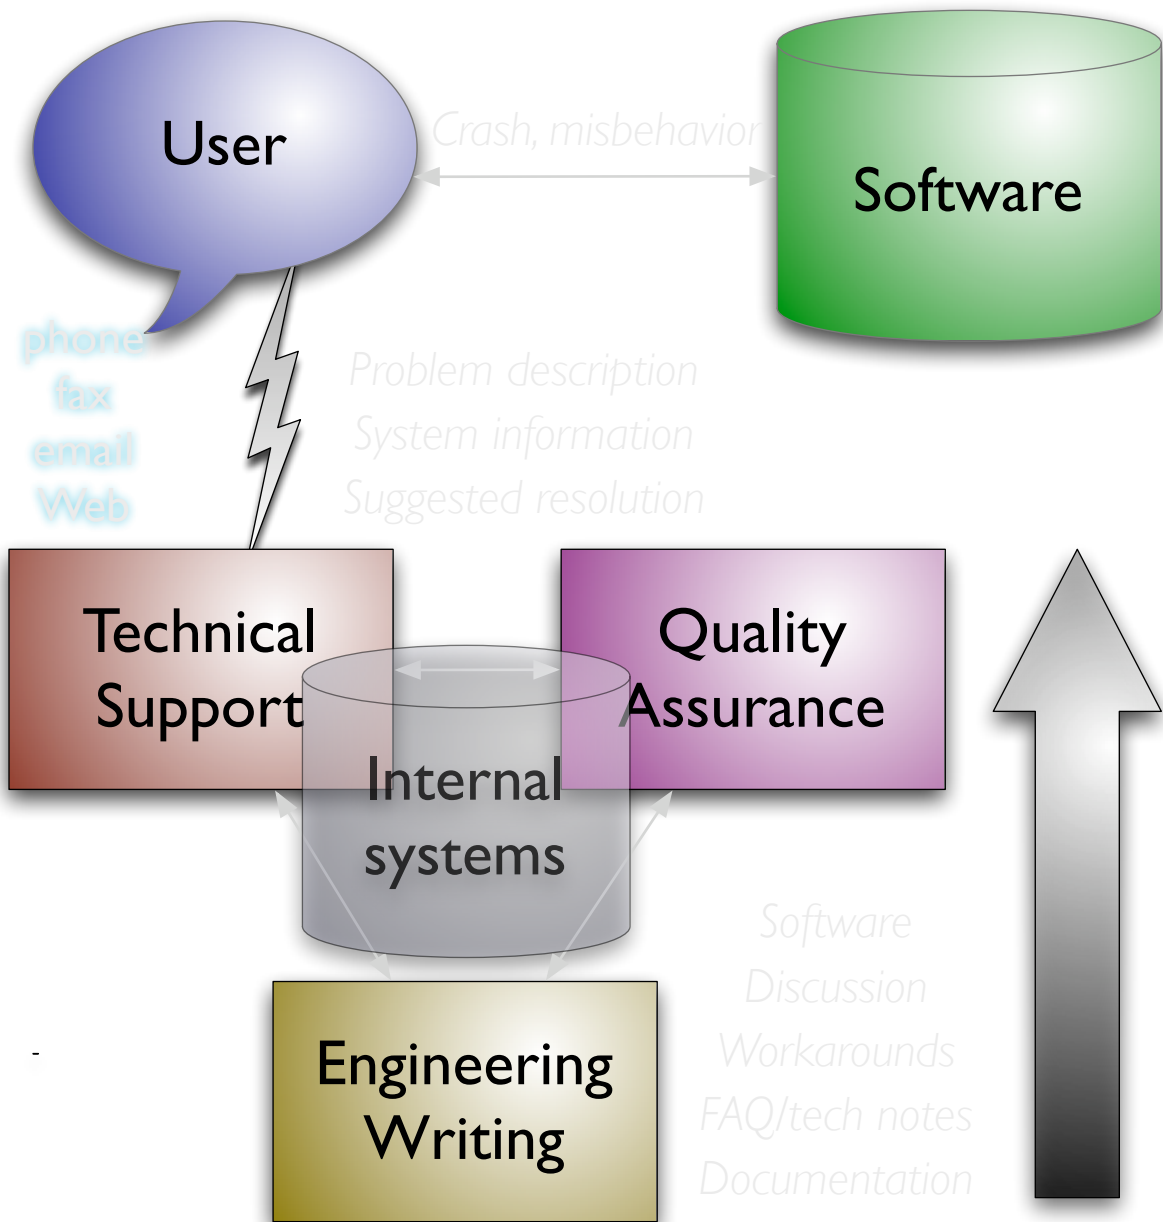 User
Crash, misbehavior
Software
phone
fax
email
Web
Problem description
System information
Suggested resolution
Technical
Support
Quality
Assurance
Internal
systems
Software
Discussion
Workarounds
FAQ/tech notes
Documentation
-
Engineering
Writing